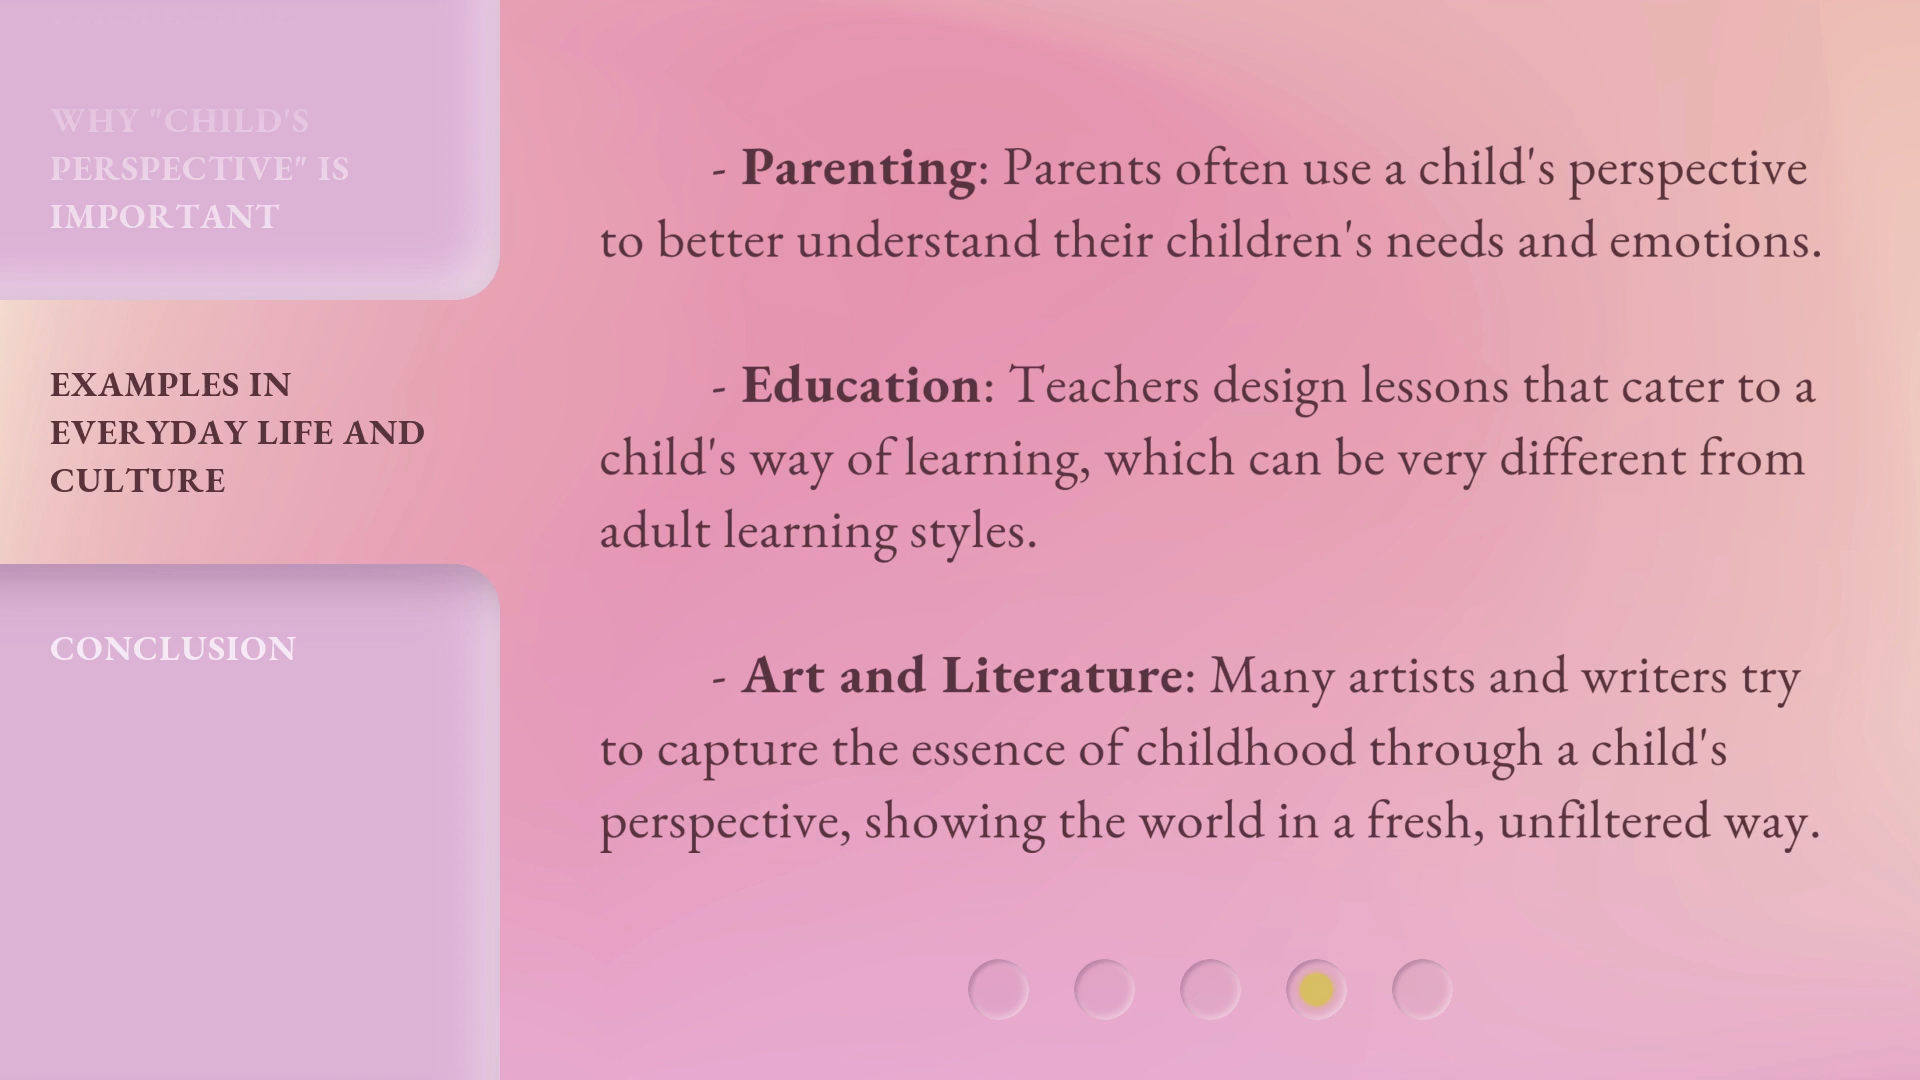 WHY "CHILD'S
PERSPECTIVE" IS
IMPORTANT
EXAMPLES IN
EVERYDAY LIFE AND
CULTURE
CONCLUSION
- Parenting: Parents often use a child's perspective
to better understand their children's needs and emotions.
- Education: Teachers design lessons that cater to a
child's way of learning, which can be very different from
adult learning styles.
- Art and Literature: Many artists and writers try
to capture the essence of childhood through a child's
perspective, showing the world in a fresh, unfiltered way.